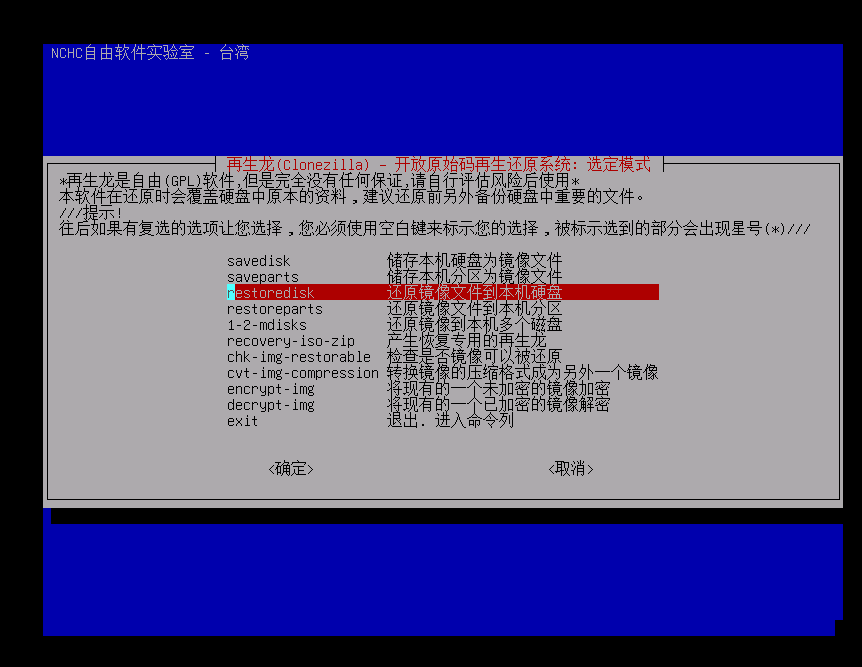 NCHC自由软件实验室 - 台湾
再生龙(Clonezilla) - 开放原始码再生还原系统: 选定模式
*再生龙是自由(GPL)软件,但是完全没有任何保证,请自行评估风险后使用*
本软件在还原时会覆盖硬盘中原本的资料，建议还原前另外备份硬盘中重要的文件。
///提示!
往后如果有复选的选项让您选择，您必须使用空白键来标示您的选择，被标示选到的部分会出现星号(*)///
savedisk 储存本机硬盘为镜像文件
saveparts 储存本机分区为镜像文件
restoredisk 还原镜像文件到本机硬盘
restoreparts 还原镜像文件到本机分区
1-2-mdisks 还原镜像到本机多个磁盘
recovery-iso-zip 产生恢复专用的再生龙
chk-img-restorable 检查是否镜像可以被还原
cvt-img-compression 转换镜像的压缩格式成为另外一个镜像
encrypt-img 将现有的一个未加密的镜像加密
decrypt-img 将现有的一个已加密的镜像解密
exit 退出. 进入命令列
<确定> <取消>